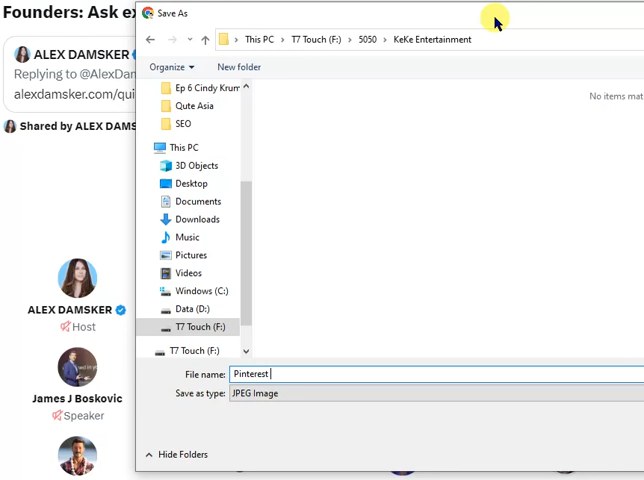 Founders: Ask ex
Save As
ALEX DAMSKER
Replying to @AlexDam
alexdamsker.com/qui
Shared by ALEX DAMS
This PC
T7 Touch (F:)
5050
KeKe Entertainment
Organize
New folder
Ep 6 Cindy Krum
Qute Asia
SEO
No items mat
This PC
3D Objects
Desktop
Documents
Downloads
Music
Pictures
Videos
Windows (C:)
Data (D:)
T7 Touch (F:)
T7 Touch (F:)
ALEX DAMSKER
Host
James J Boskovic
Speaker
File name:
Pinterest
Save as type:
JPEG Image
Hide Folders